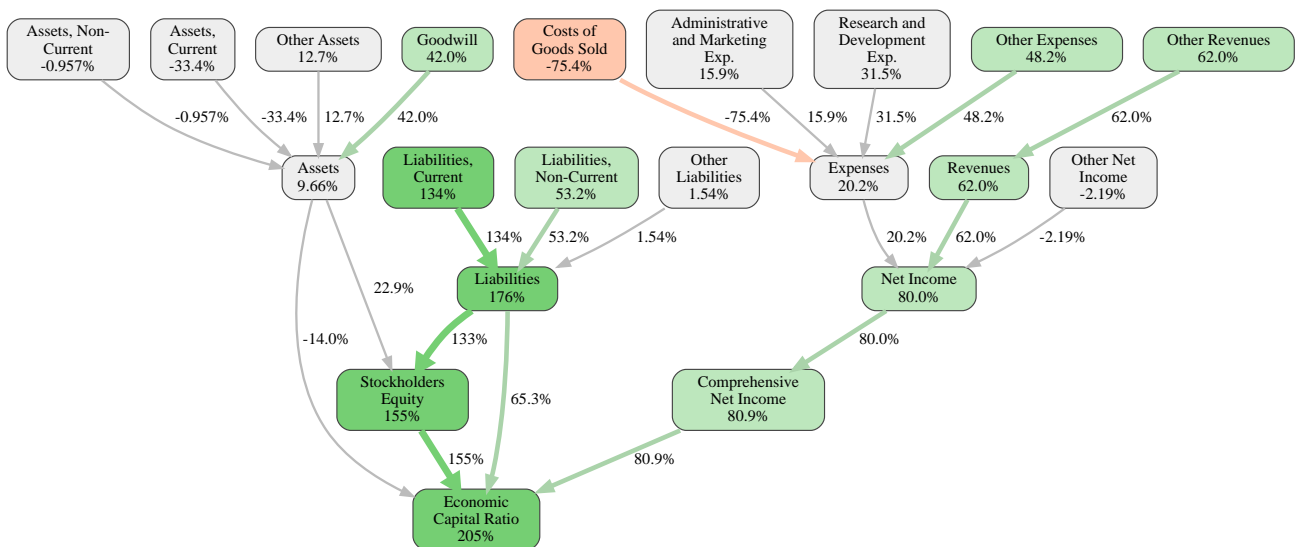 Assets, Non-
Current
-0.957%
Assets,
Current
-33.4%
Other Assets
12.7%
Goodwill
42.0%
Costs of
Goods Sold
-75.4%
Administrative
and Marketing
Exp.
15.9%
Research and
Development
Exp.
31.5%
Other Expenses
48.2%
Other Revenues
62.0%
-0.957%
-33.4%
12.7%
42.0%
-75.4%
15.9%
31.5%
48.2%
62.0%
Assets
9.66%
Liabilities,
Current
134%
Liabilities,
Non-Current
53.2%
Other
Liabilities
1.54%
Expenses
20.2%
Revenues
62.0%
Other Net
Income
-2.19%
134%
53.2%
1.54%
20.2%
62.0%
-2.19%
Liabilities
176%
Net Income
80.0%
22.9%
-14.0%
133%
80.0%
Stockholders
Equity
155%
65.3%
Comprehensive
Net Income
80.9%
155%
80.9%
Economic
Capital Ratio
205%